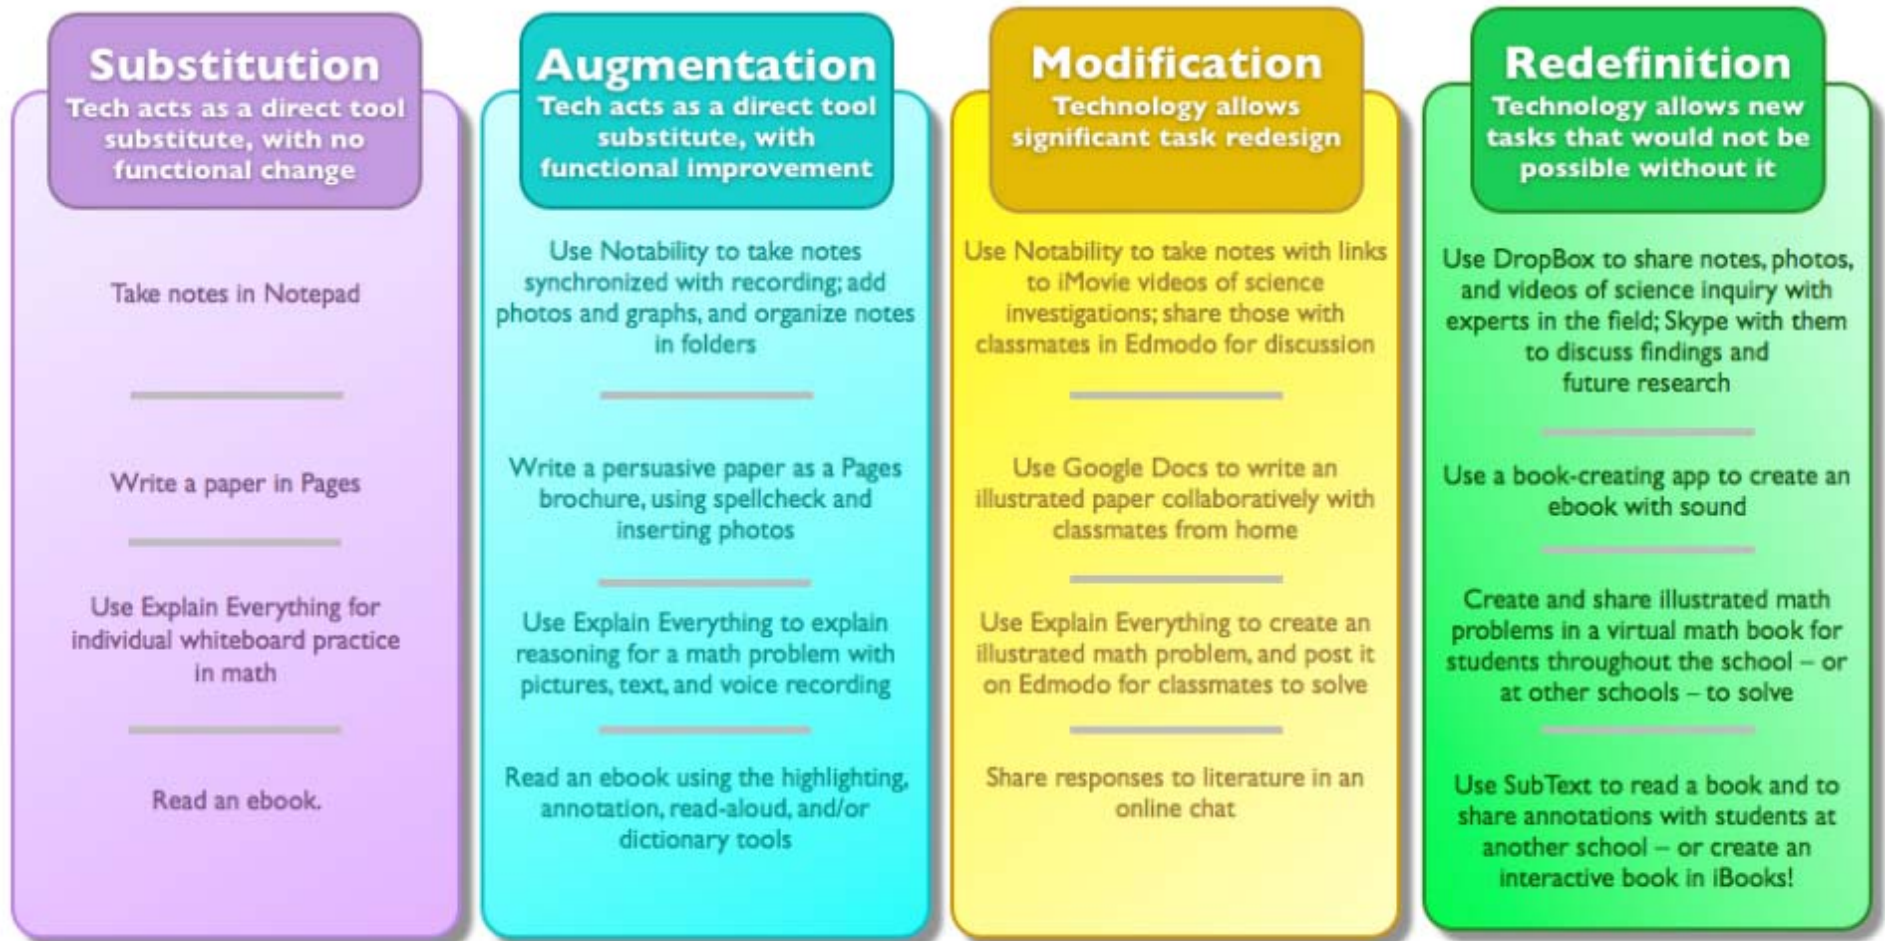 Substitution
Tech acts as a direct tool
substitute, with no
functional change
Take notes in Notepad
Write a paper in Pages
Use Explain Everything for
individual whiteboard practice
in math
Read an ebook.
Augmentation
Tech acts as a direct tool
substitute, with
functional improvement
Use Notability to take notes
synchronized with recording; add
photos and graphs, and organize notes
in folders
Write a persuasive paper as a Pages
brochure, using spellcheck and
inserting photos
Use Explain Everything to explain
reasoning for a math problem with
pictures, text, and voice recording
Read an ebook using the highlighting,
annotation, read-aloud, and/or
dictionary tools
Modification
Technology allows
significant task redesign
Use Notability to take notes with links
to iMovie videos of science
investigations; share those with
classmates in Edmodo for discussion
Use Google Docs to write an
illustrated paper collaboratively with
classmates from home
Use Explain Everything to create an
illustrated math problem, and post it
on Edmodo for classmates to solve
Share responses to literature in an
online chat
Redefinition
Technology allows new
tasks that would not be
possible without it
Use DropBox to share notes, photos,
and videos of science inquiry with
experts in the field; Skype with them
to discuss findings and
future research
Use a book-creating app to create an
ebook with sound
Create and share illustrated math
problems in a virtual math book for
students throughout the school – or
at other schools – to solve
Use SubText to read a book and to
share annotations with students at
another school – or create an
interactive book in iBooks!